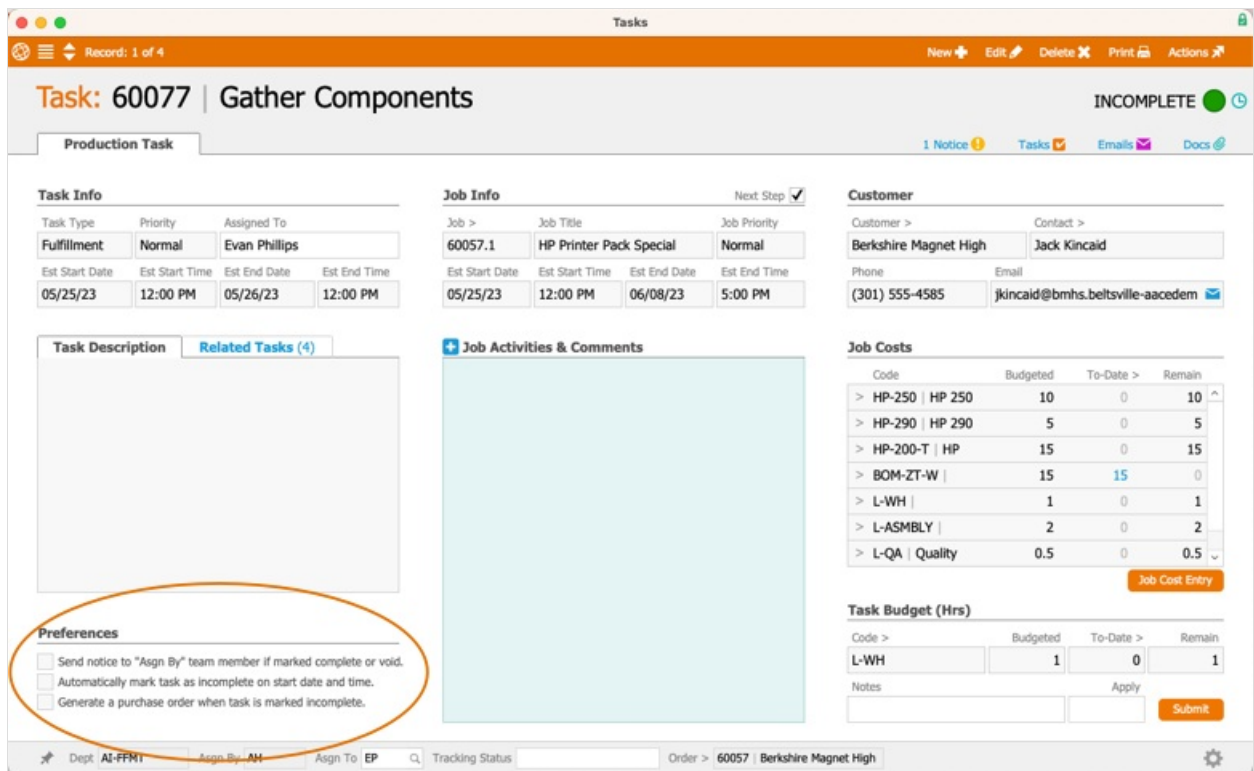 Tasks
Record: 1 of 4 New Edit Delete Print Actions
Task: 60077 | Gather Components INCOMPLETE
Production Task 1 Notice Tasks Emails Docs
Task Info
Task Type Priority Assigned To
Fulfillment Normal Evan Phillips
Est Start Date Est Start Time Est End Date Est End Time
05/25/23 12:00 PM 05/26/23 12:00 PM
Job Info Next Step
Job > Job Title Job Priority
60057.1 HP Printer Pack Special Normal
Est Start Date Est Start Time Est End Date Est End Time
05/25/23 12:00 PM 06/08/23 5:00 PM
Customer
Customer > Contact >
Berkshire Magnet High Jack Kincaid
Phone Email
(301) 555-4585 jkincaid@bmhs.beltsville-aacedem
Task Description Related Tasks (4)
Job Activities & Comments
Job Costs
Code Budgeted To-Date > Remain
> HP-250 | HP 250 10 0 10
> HP-290 | HP 290 5 0 5
> HP-200-T | HP 15 0 15
> BOM-ZT-W | 15 15 0
> L-WH | 1 0 1
> L-ASMBLY | 2 0 2
> L-QA | Quality 0.5 0 0.5
Job Cost Entry
Preferences
Send notice to "Asgn By" team member if marked complete or void.
Automatically mark task as incomplete on start date and time.
Generate a purchase order when task is marked incomplete.
Task Budget (Hrs)
Code > Budgeted To-Date > Remain
L-WH 1 0 1
Notes Apply
Submit
Dept AI-FFMT Asgn By AH Asgn To EP Tracking Status Order > 60057 | Berkshire Magnet High